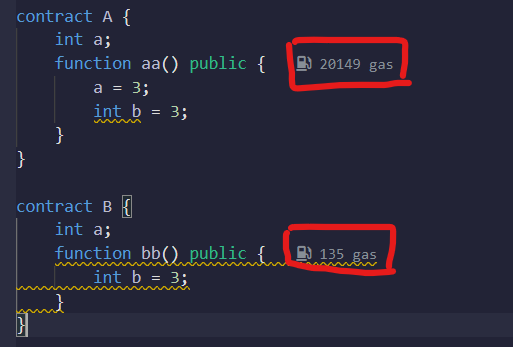 contract A {
int a;
function aa() public { 20149 gas
a = 3;
int b = 3;
}
}
contract B {
int a;
function bb() public { 135 gas
int b = 3;
}
}